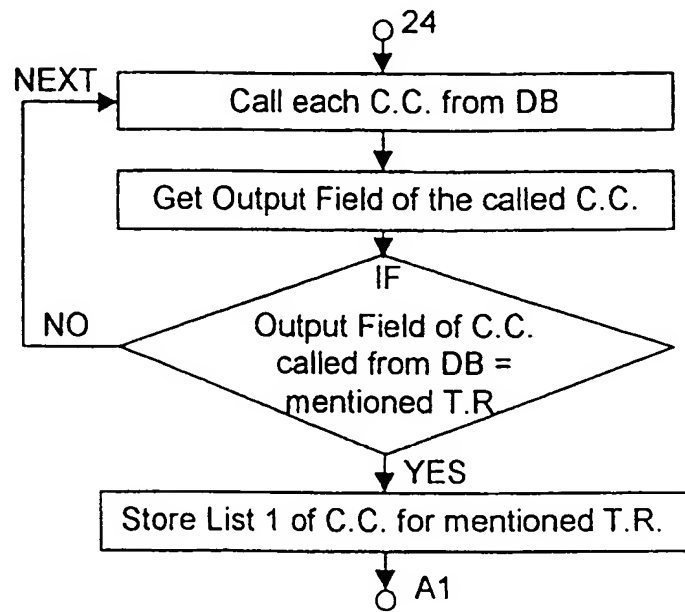 24
NEXT
Call each C.C. from DB
Get Output Field of the called C.C.
IF
NO
Output Field of C.C.
called from DB =
mentioned T.R
YES
Store List 1 of C.C. for mentioned T.R.
A1